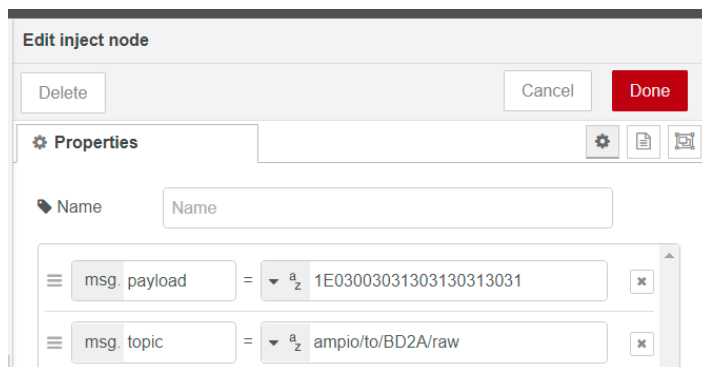 Edit inject node
Delete Cancel Done
Properties
Name Name
msg. payload = az 1E03003031303130313031
msg. topic = az ampio/to/BD2A/raw